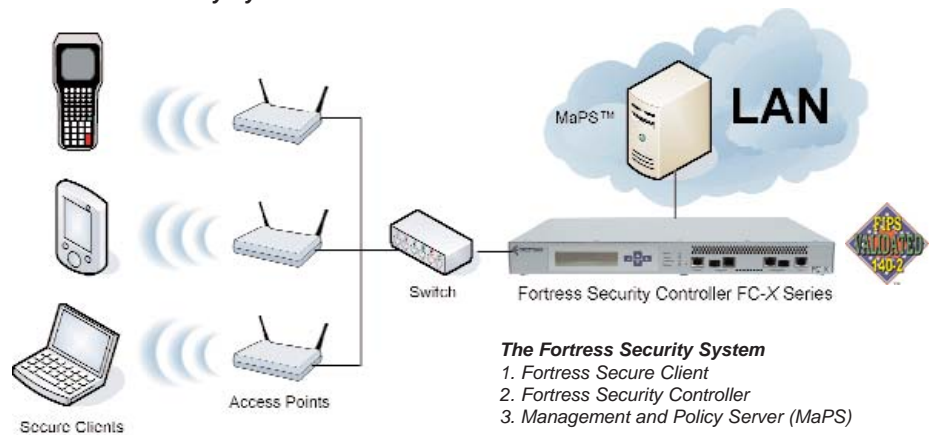 MaPS™
LAN
FIPS
VALIDATED
140-2
Switch
FC-X
Fortress Security Controller FC-X Series
Access Points
Secure Clients
The Fortress Security System
1. Fortress Secure Client
2. Fortress Security Controller
3. Management and Policy Server (MaPS)